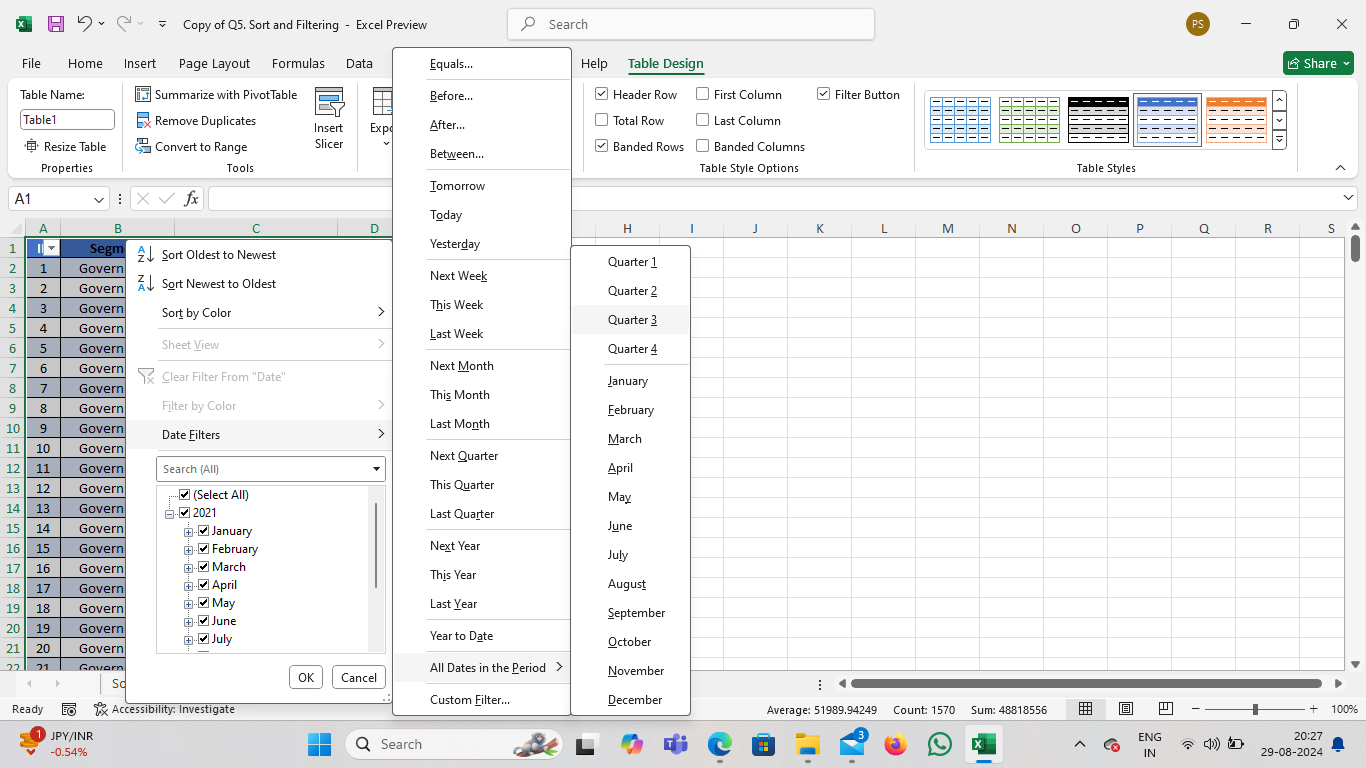 Copy of Q5. Sort and Filtering - Excel Preview
Search
PS
File Home Insert Page Layout Formulas Data Help Table Design Share
Table Name:
Table1
Resize Table
Properties
Summarize with PivotTable
Remove Duplicates
Convert to Range
Tools
Insert
Slicer
Header Row First Column Filter Button
Total Row Last Column
Banded Rows Banded Columns
Table Style Options
Table Styles
A1
fx
A B C D H I J K L M N O P Q R S
1 Segm
2 1 Govern
3 2 Govern
4 3 Govern
5 4 Govern
6 5 Govern
7 6 Govern
8 7 Govern
9 8 Govern
10 9 Govern
11 10 Govern
12 11 Govern
13 12 Govern
14 13 Govern
15 14 Govern
16 15 Govern
17 16 Govern
18 17 Govern
19 18 Govern
20 19 Govern
21 20 Govern
22 21 Govern
Sort Oldest to Newest
Sort Newest to Oldest
Sort by Color
Sheet View
Clear Filter From "Date"
Filter by Color
Date Filters
Search (All)
(Select All)
2021
January
February
March
April
May
June
July
OK Cancel
Equals...
Before...
After...
Between...
Tomorrow
Today
Yesterday
Next Week
This Week
Last Week
Next Month
This Month
Last Month
Next Quarter
This Quarter
Last Quarter
Next Year
This Year
Last Year
Year to Date
All Dates in the Period
Custom Filter...
Quarter 1
Quarter 2
Quarter 3
Quarter 4
January
February
March
April
May
June
July
August
September
October
November
December
Ready Accessibility: Investigate Average: 51989.94249 Count: 1570 Sum: 48818556 100%
1
JPY/INR
-0.54%
Search
3
ENG
IN
20:27
29-08-2024